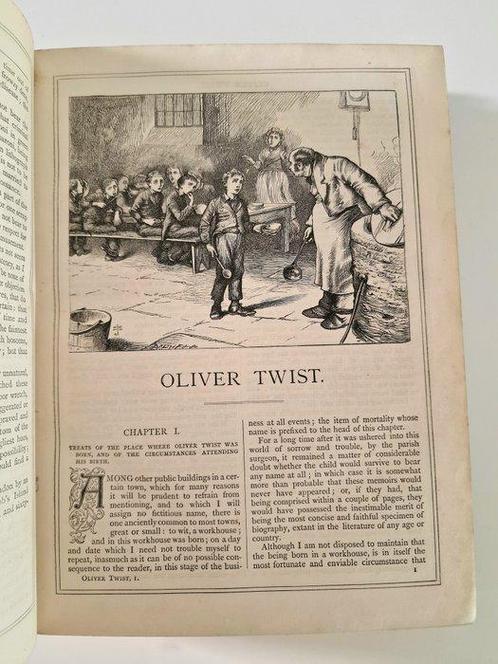 OLIVER TWIST.
CHAPTER I.
TREATS OF THE PLACE WHERE OLIVER TWIST WAS
BORN, AND OF THE CIRCUMSTANCES ATTENDING
HIS BIRTH.
AMONG other public buildings in a cer-
tain town, which for many reasons
it will be prudent to refrain from
mentioning, and to which I will
assign no fictitious name, there is
one anciently common to most towns,
great or small: to wit, a workhouse;
and in this workhouse was born; on a day
and date which I need not trouble myself to
repeat, inasmuch as it can be of no possible con-
sequence to the reader, in this stage of the busi-
OLIVER TWIST, 1.
ness at all events; the item of mortality whose
name is prefixed to the head of this chapter.
For a long time after it was ushered into this
world of sorrow and trouble, by the parish
surgeon, it remained a matter of considerable
doubt whether the child would survive to bear
any name at all; in which case it is somewhat
more than probable that these memoirs would
never have appeared; or, if they had, that
being comprised within a couple of pages, they
would have possessed the inestimable merit of
being the most concise and faithful specimen of
biography, extant in the literature of any age or
country.
Although I am not disposed to maintain that
the being born in a workhouse, is in itself the
most fortunate and enviable circumstance that
1